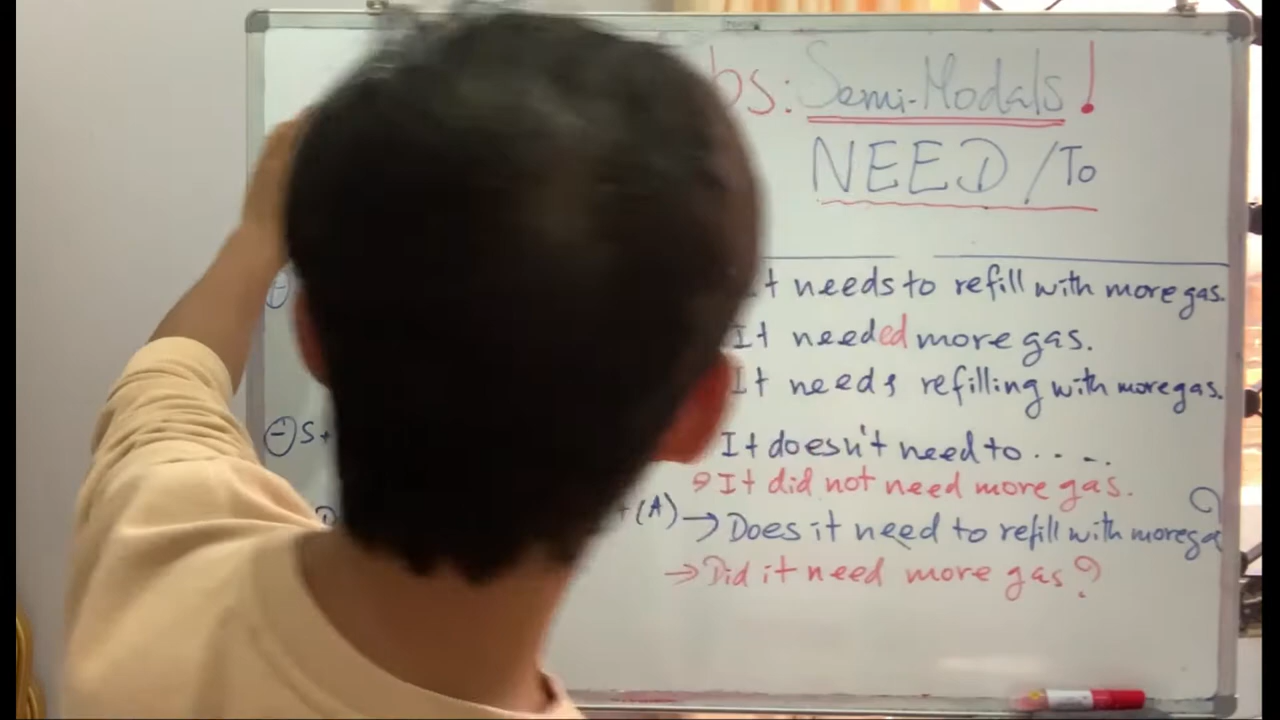 bs: Semi-Modals!
NEED/To
It needs to refill with more gas.
It needed more gas.
It needs refilling with more gas.
⊖ S+
It doesn't need to . . . .
It did not need more gas.
+(A) → Does it need to refill with more ga
→ Did it need more gas?